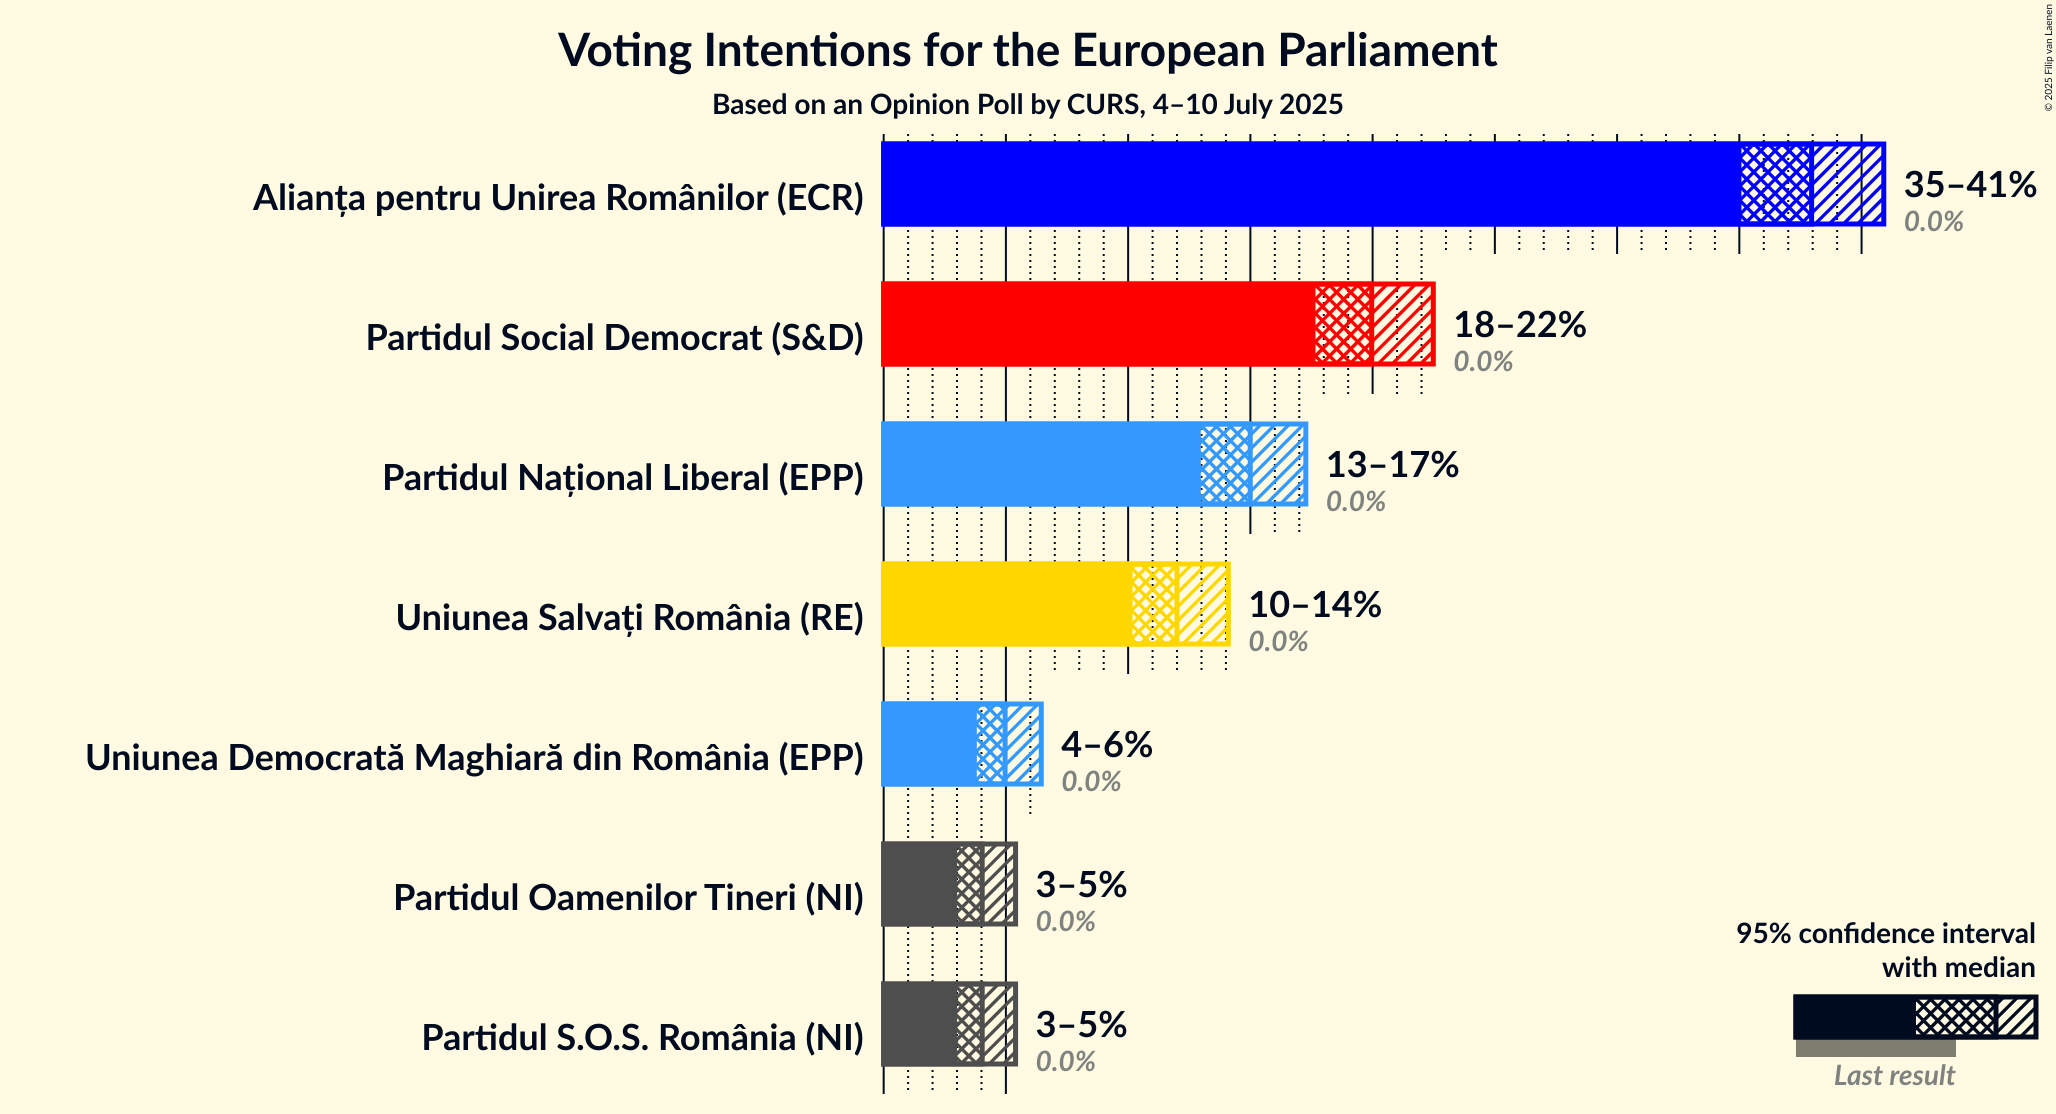 Voting Intentions for the European Parliament
Based on an Opinion Poll by CURS, 4–10 July 2025
© 2025 Filip van Laenen
Alianța pentru Unirea Românilor (ECR)
35–41%
0.0%
Partidul Social Democrat (S&D)
18–22%
0.0%
Partidul Național Liberal (EPP)
13–17%
0.0%
Uniunea Salvați România (RE)
10–14%
0.0%
Uniunea Democrată Maghiară din România (EPP)
4–6%
0.0%
Partidul Oamenilor Tineri (NI)
3–5%
0.0%
Partidul S.O.S. România (NI)
3–5%
0.0%
95% confidence interval
with median
Last result